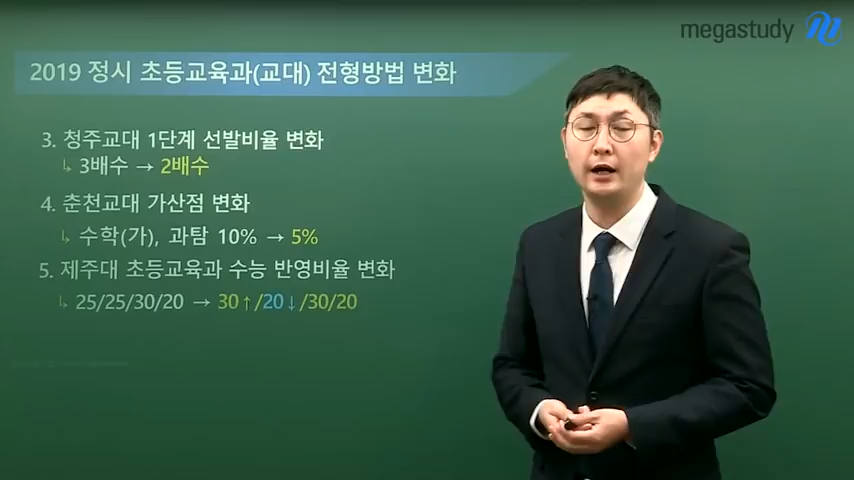 megastudy
2019 정시 초등교육과(교대) 전형방법 변화
3. 청주교대 1단계 선발비율 변화
↳ 3배수 → 2배수
4. 춘천교대 가산점 변화
↳ 수학(가), 과탐 10% → 5%
5. 제주대 초등교육과 수능 반영비율 변화
↳ 25/25/30/20 → 30↑/20↓/30/20